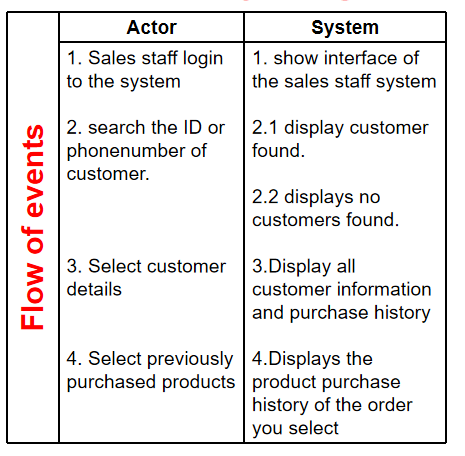 Actor
System
Flow of events
1. Sales staff login
to the system
1. show interface of
the sales staff system
2. search the ID or
phonenumber of
customer.
2.1 display customer
found.
2.2 displays no
customers found.
3. Select customer
details
3.Display all
customer information
and purchase history
4. Select previously
purchased products
4.Displays the
product purchase
history of the order
you select